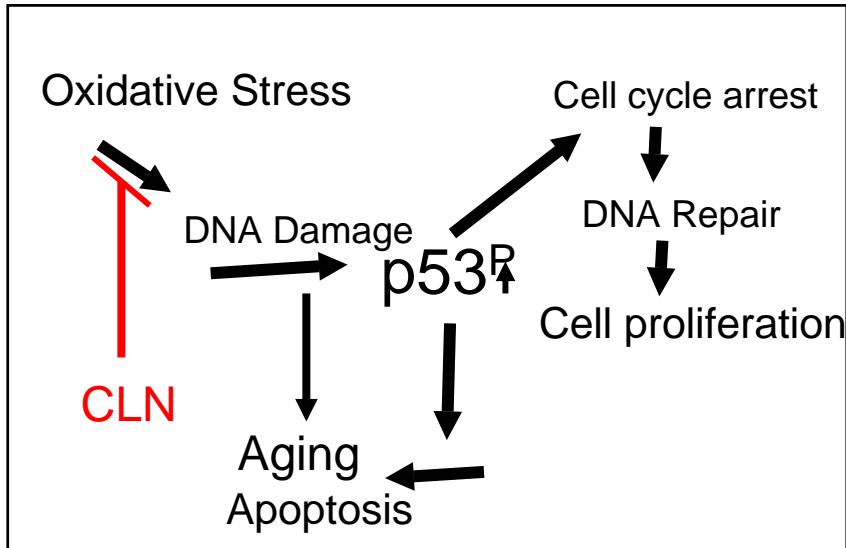 Oxidative Stress
Cell cycle arrest
DNA Damage
DNA Repair
p53P
Cell proliferation
CLN
Aging
Apoptosis